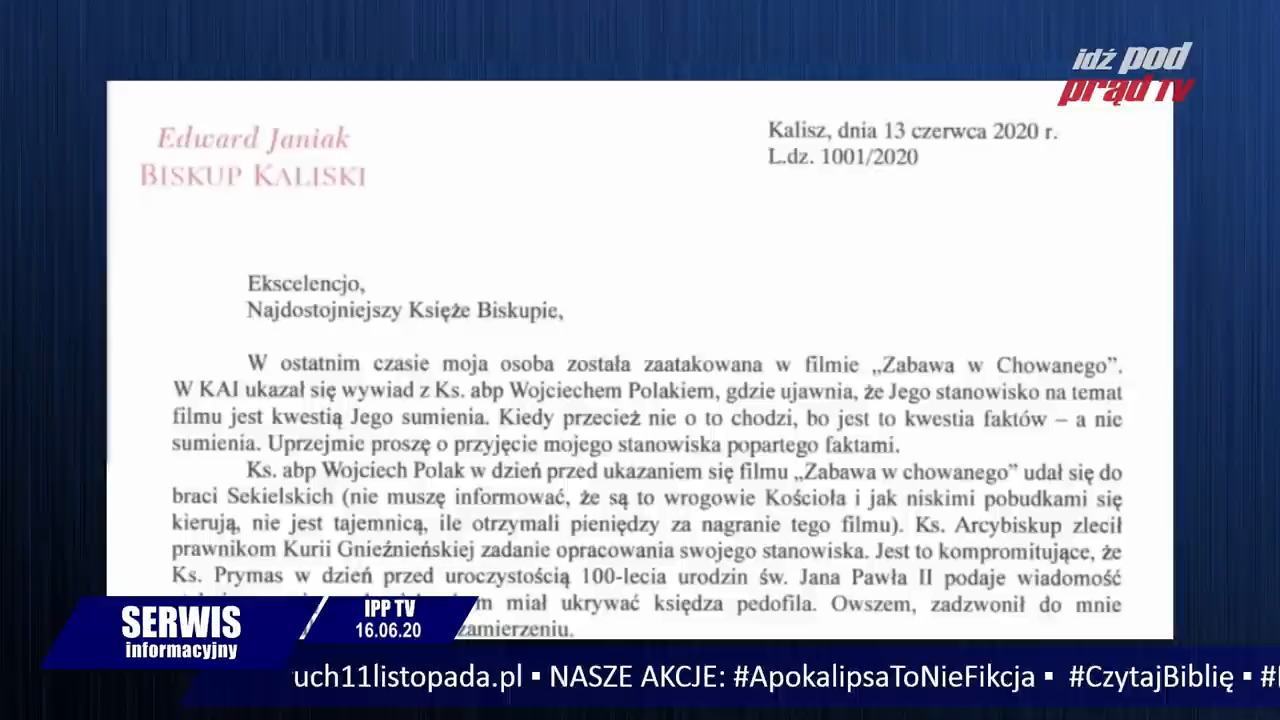 idź pod
prąd TV
Edward Janiak
BISKUP KALISKI
Kalisz, dnia 13 czerwca 2020 r.
L.dz. 1001/2020
Ekscelencjo,
Najdostojniejszy Księże Biskupie,
W ostatnim czasie moja osoba została zaatakowana w filmie „Zabawa w Chowanego”.
W KAI ukazał się wywiad z Ks. abp Wojciechem Polakiem, gdzie ujawnia, że Jego stanowisko na temat
filmu jest kwestią Jego sumienia. Kiedy przecież nie o to chodzi, bo jest to kwestia faktów – a nie
sumienia. Uprzejmie proszę o przyjęcie mojego stanowiska popartego faktami.
Ks. abp Wojciech Polak w dzień przed ukazaniem się filmu „Zabawa w chowanego” udał się do
braci Sekielskich (nie muszę informować, że są to wrogowie Kościoła i jak niskimi pobudkami się
kierują, nie jest tajemnicą, ile otrzymali pieniędzy za nagranie tego filmu). Ks. Arcybiskup zlecił
prawnikom Kurii Gnieźnieńskiej zadanie opracowania swojego stanowiska. Jest to kompromitujące, że
Ks. Prymas w dzień przed uroczystością 100-lecia urodzin św. Jana Pawła II podaje wiadomość
miał ukrywać księdza pedofila. Owszem, zadzwonił do mnie
zamierzeniu.
SERWIS
informacyjny
IPP TV
16.06.20
uch11listopada.pl ▪ NASZE AKCJE: #ApokalipsaToNieFikcja ▪ #CzytajBiblię ▪